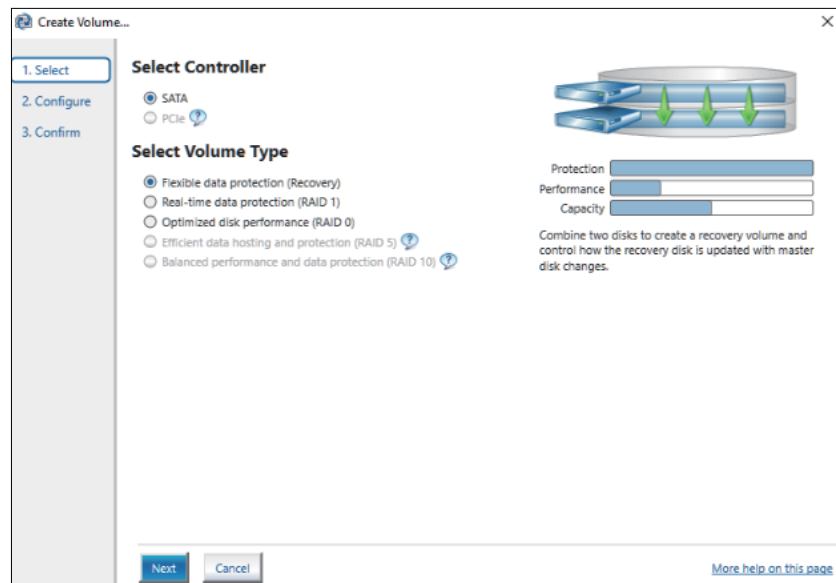 Create Volume...
1. Select
2. Configure
3. Confirm
Select Controller
SATA
PCIe
Select Volume Type
Flexible data protection (Recovery)
Real-time data protection (RAID 1)
Optimized disk performance (RAID 0)
Efficient data hosting and protection (RAID 5)
Balanced performance and data protection (RAID 10)
Protection
Performance
Capacity
Combine two disks to create a recovery volume and
control how the recovery disk is updated with master
disk changes.
Next
Cancel
More help on this page